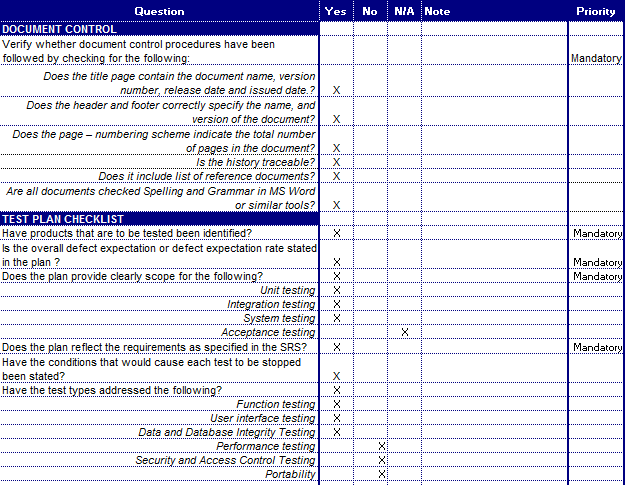 Question Yes No N/A Note Priority
DOCUMENT CONTROL
Verify whether document control procedures have been
followed by checking for the following: Mandatory
Does the title page contain the document name, version
number, release date and issued date.? X
Does the header and footer correctly specify the name, and
version of the document? X
Does the page – numbering scheme indicate the total number
of pages in the document? X
Is the history traceable? X
Does it include list of reference documents? X
Are all documents checked Spelling and Grammar in MS Word
or similar tools? X
TEST PLAN CHECKLIST
Have products that are to be tested been identified? X Mandatory
Is the overall defect expectation or defect expectation rate stated
in the plan ? X Mandatory
Does the plan provide clearly scope for the following? X Mandatory
Unit testing X
Integration testing X
System testing X
Acceptance testing X
Does the plan reflect the requirements as specified in the SRS? X Mandatory
Have the conditions that would cause each test to be stopped
been stated? X
Have the test types addressed the following? X
Function testing X
User interface testing X
Data and Database Integrity Testing X
Performance testing X
Security and Access Control Testing X
Portability X